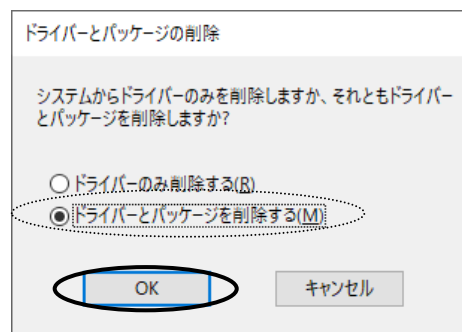 ドライバーとパッケージの削除
システムからドライバーのみを削除しますか、それともドライバー
とパッケージを削除しますか?
ドライバーのみ削除する(R)
ドライバーとパッケージを削除する(M)
OK キャンセル